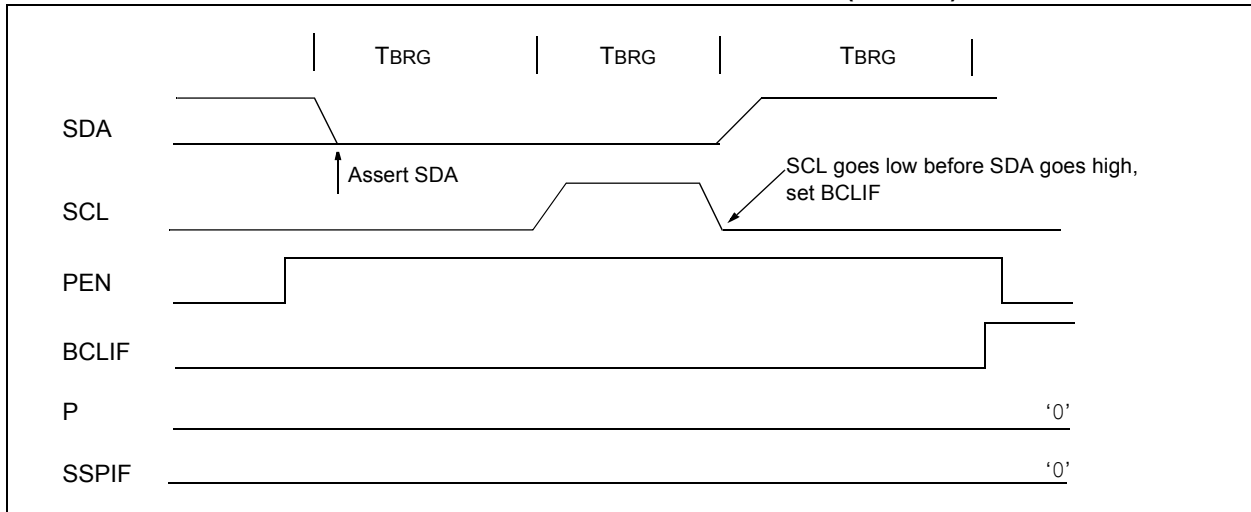 TBRG TBRG TBRG
SDA
Assert SDA
SCL goes low before SDA goes high,
set BCLIF
SCL
PEN
BCLIF
P
‘0’
SSPIF
‘0’